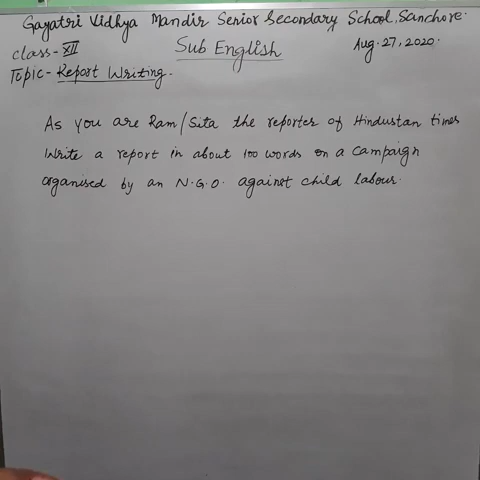 Gayatri Vidhya Mandir Senior Secondary School, Sanchore.
Class - XII Sub English Aug. 27, 2020.
Topic - Report Writing.
As you are Ram/Sita the reporter of Hindustan times
Write a report in about 100 words on a campaign
organised by an N.G.O. against child labour.